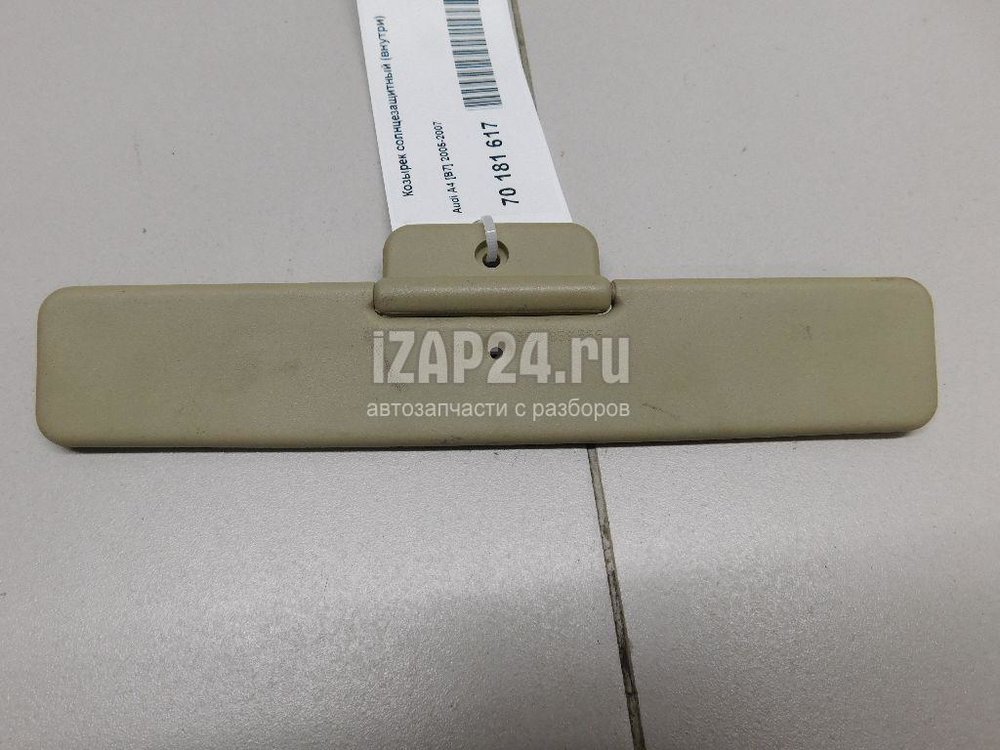 Козырек солнцезащитный (внутри)
Audi A4 [B7] 2005-2007
70 181 617
iZAP24.ru
автозапчасти с разборов